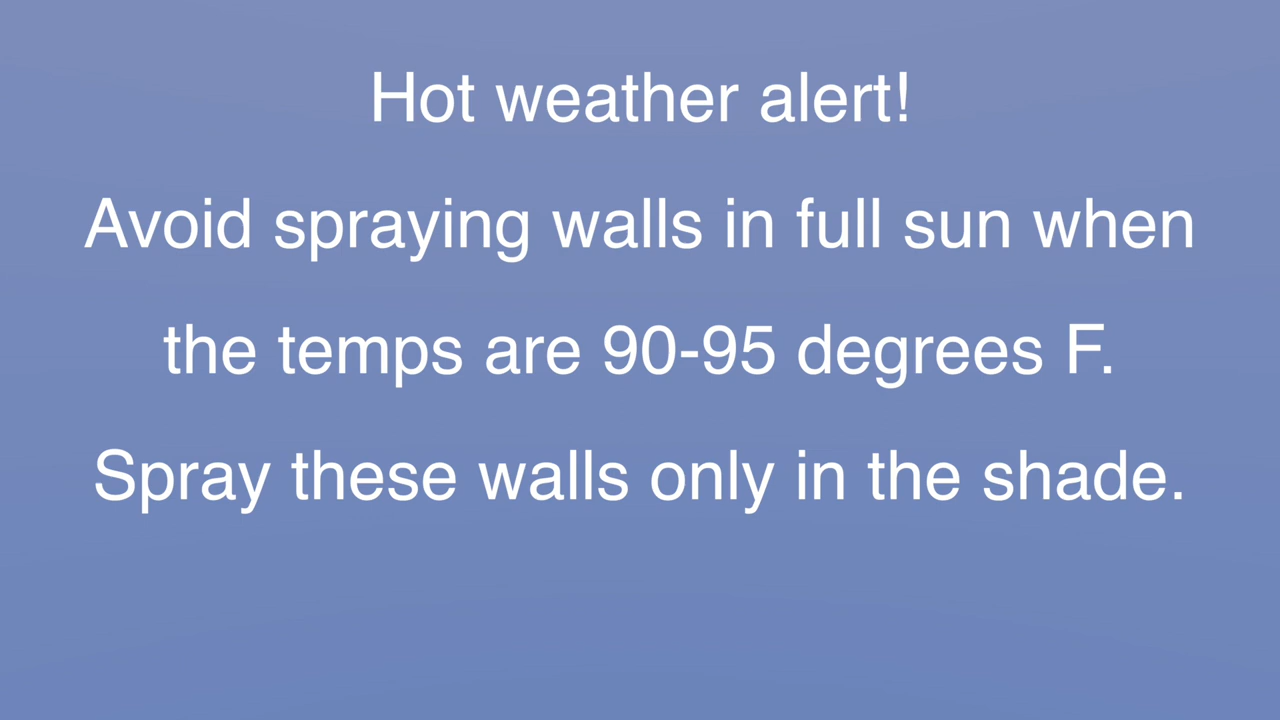 Hot weather alert!
Avoid spraying walls in full sun when
the temps are 90-95 degrees F.
Spray these walls only in the shade.